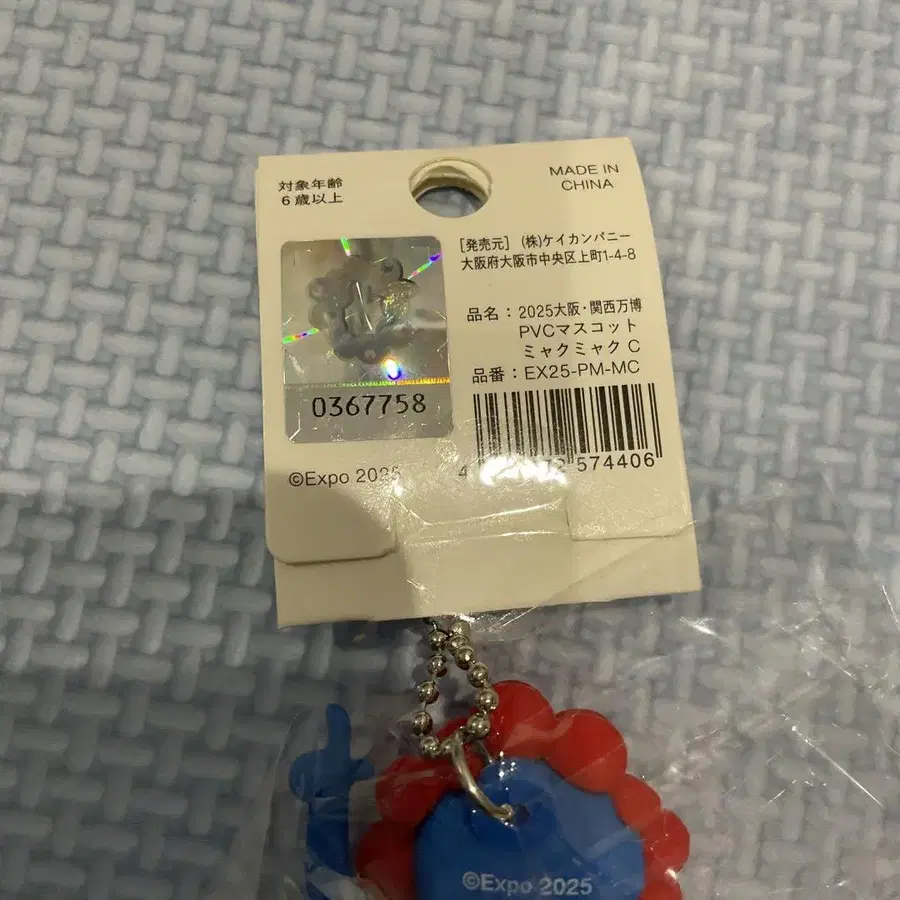 対象年齢
6歳以上
MADE IN
CHINA
[発売元] (株)ケイカンパニー
大阪府大阪市中央区上町1-4-8
品名：2025大阪・関西万博
PVCマスコット
ミャクミャク C
品番：EX25-PM-MC
0367758
574406
©Expo 2025
©Expo 2025